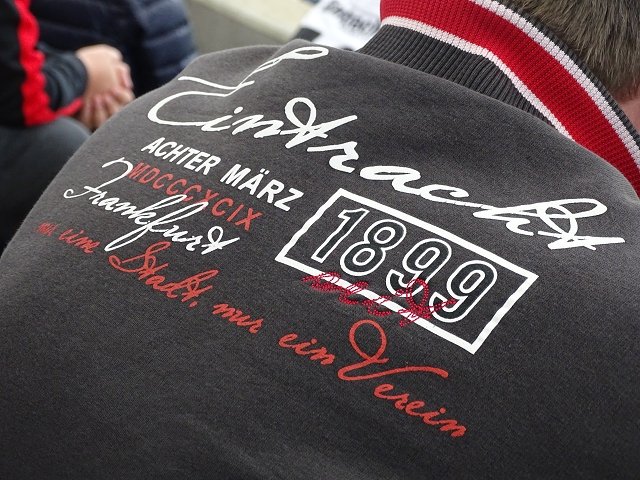 Eintracht
ACHTER MÄRZ
MDCCCXCIX
Frankfurt
1899
nur eine Stadt, nur ein Verein